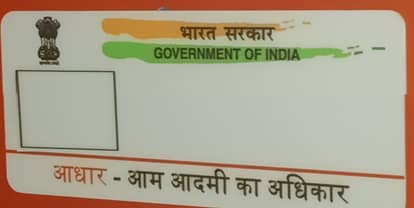 भारत सरकार
GOVERNMENT OF INDIA
आधार - आम आदमी का अधिकार